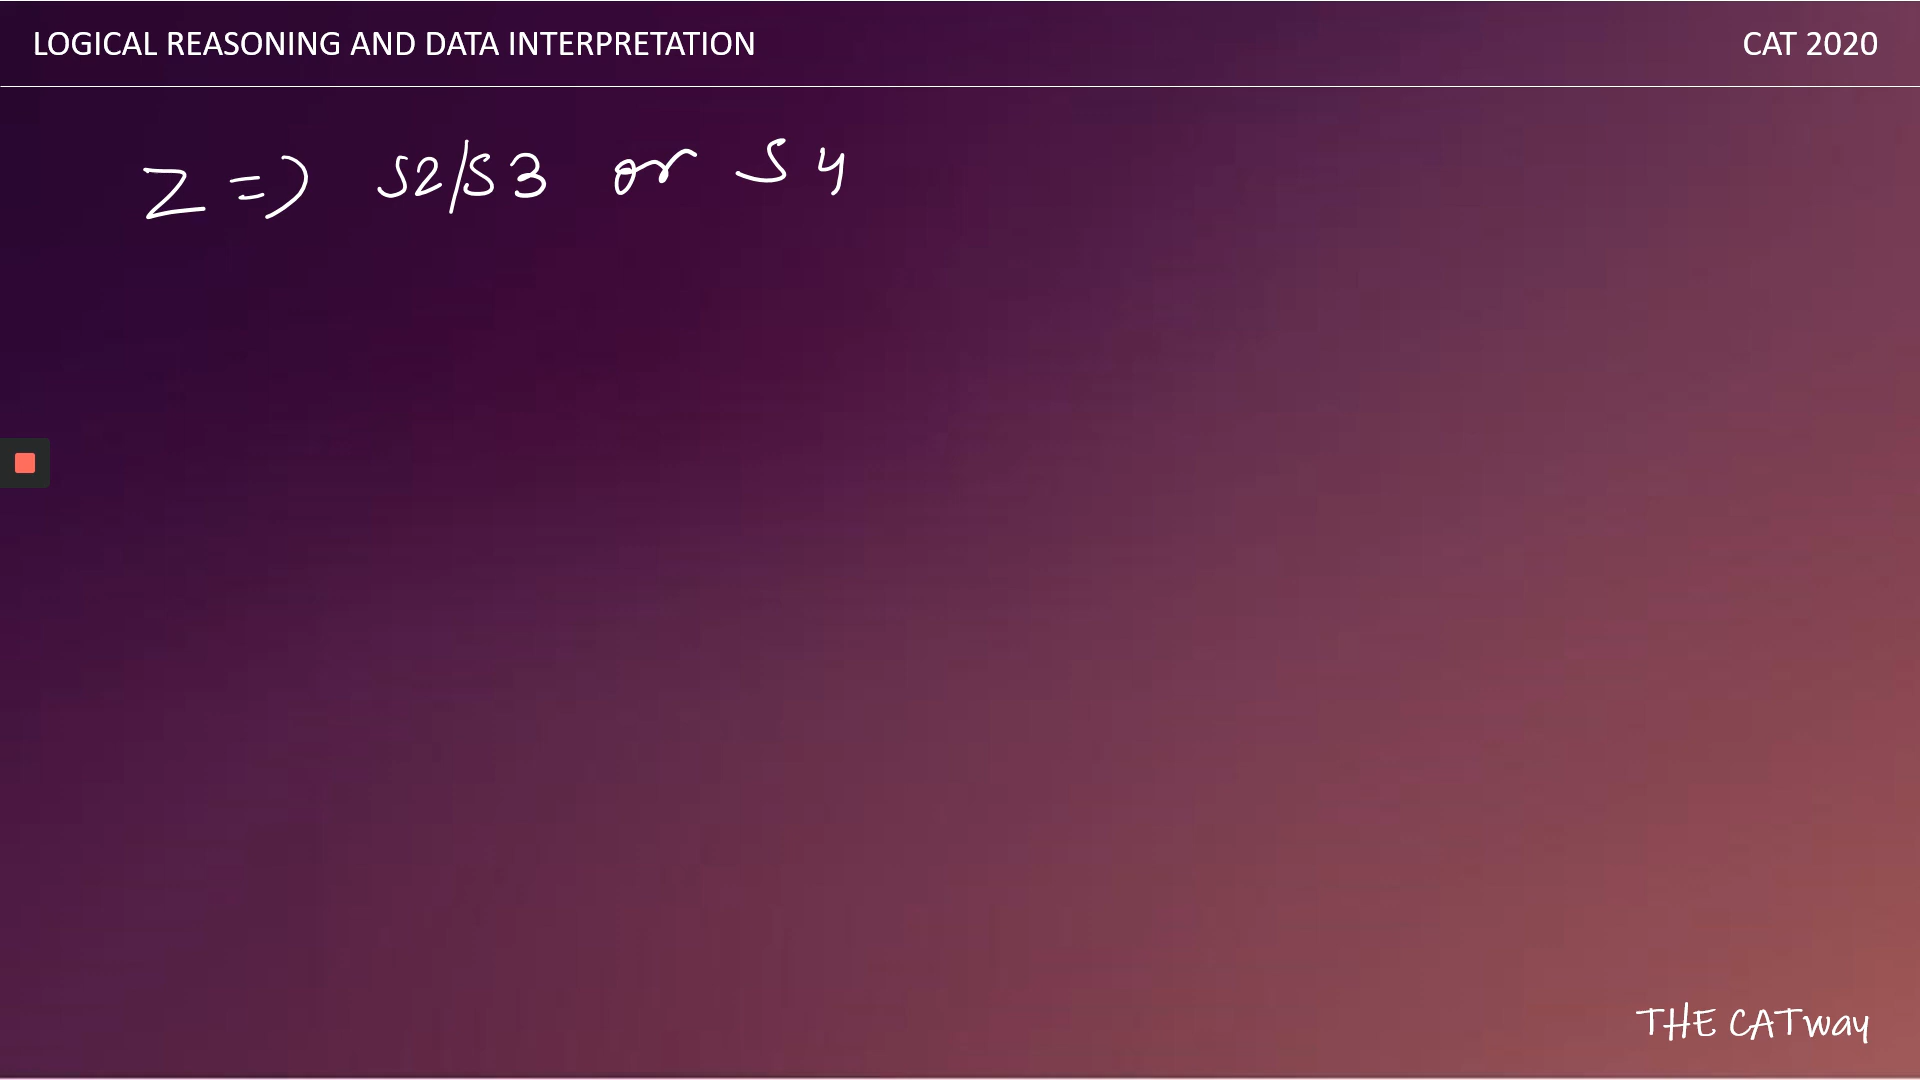 LOGICAL REASONING AND DATA INTERPRETATION
CAT 2020
Z => S2/S3 or S4
THE CATway